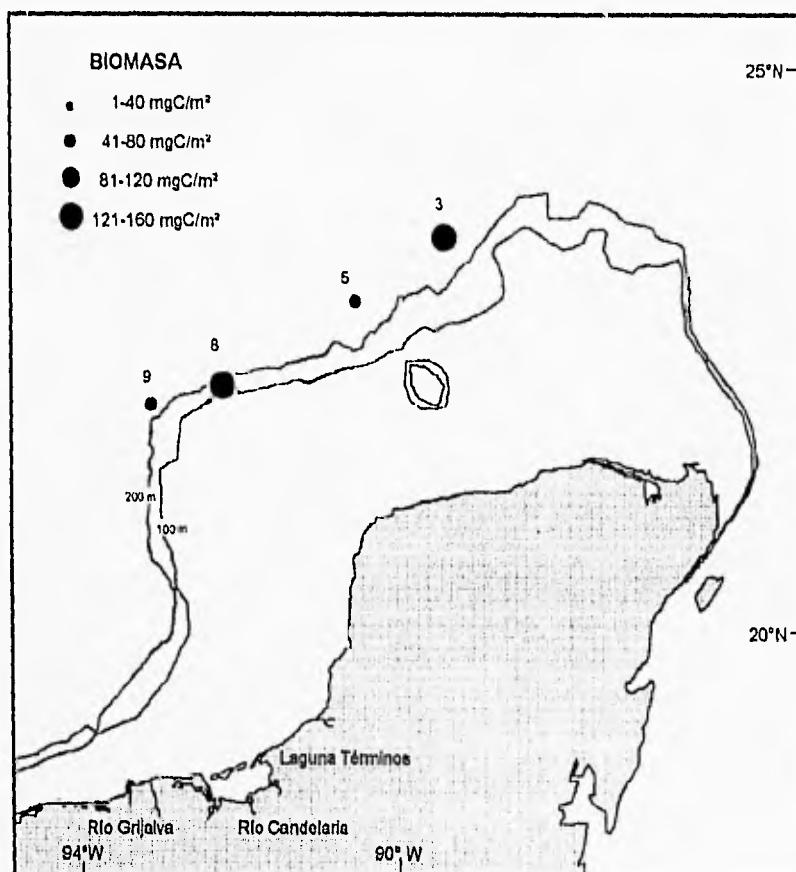 BIOMASA
1-40 mgC/m²
41-80 mgC/m²
81-120 mgC/m²
121-160 mgC/m²
25°N
3
5
8
9
200 m
100 m
20°N
Laguna Términos
Río Grijalva
Río Candelaria
94°W
90°W